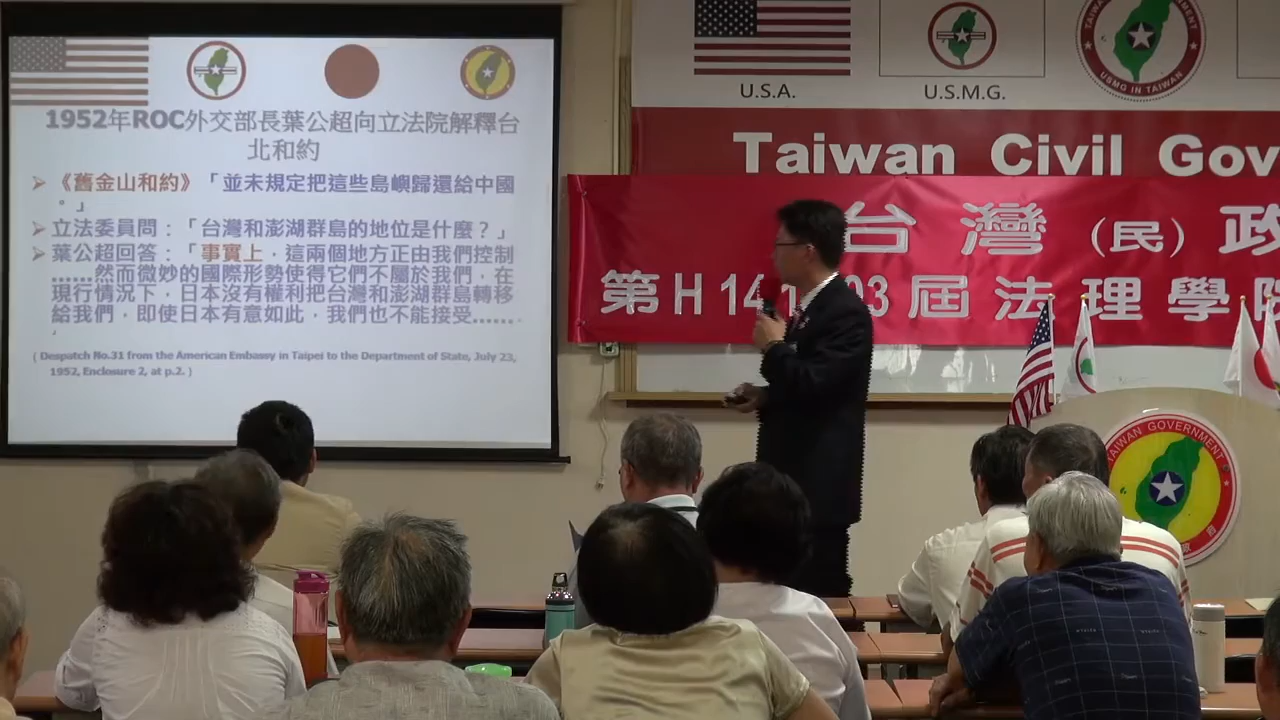 1952年ROC外交部長葉公超向立法院解釋台
北和約
《舊金山和約》「並未規定把這些島嶼歸還給中國
。」
立法委員問：「台灣和澎湖群島的地位是什麼？」
葉公超回答：「事實上，這兩個地方正由我們控制
......然而微妙的國際形勢使得它們不屬於我們，在
現行情況下，日本沒有權利把台灣和澎湖群島轉移
給我們，即使日本有意如此，我們也不能接受.......
」
( Despatch No.31 from the American Embassy in Taipei to the Department of State, July 23,
1952, Enclosure 2, at p.2. )
U.S.A.
U.S.M.G.
TAIWAN
USMG IN TAIWAN
Taiwan Civil Gov
台灣（民）政
第H14 03屆法理學院
TAIWAN GOVERNMENT